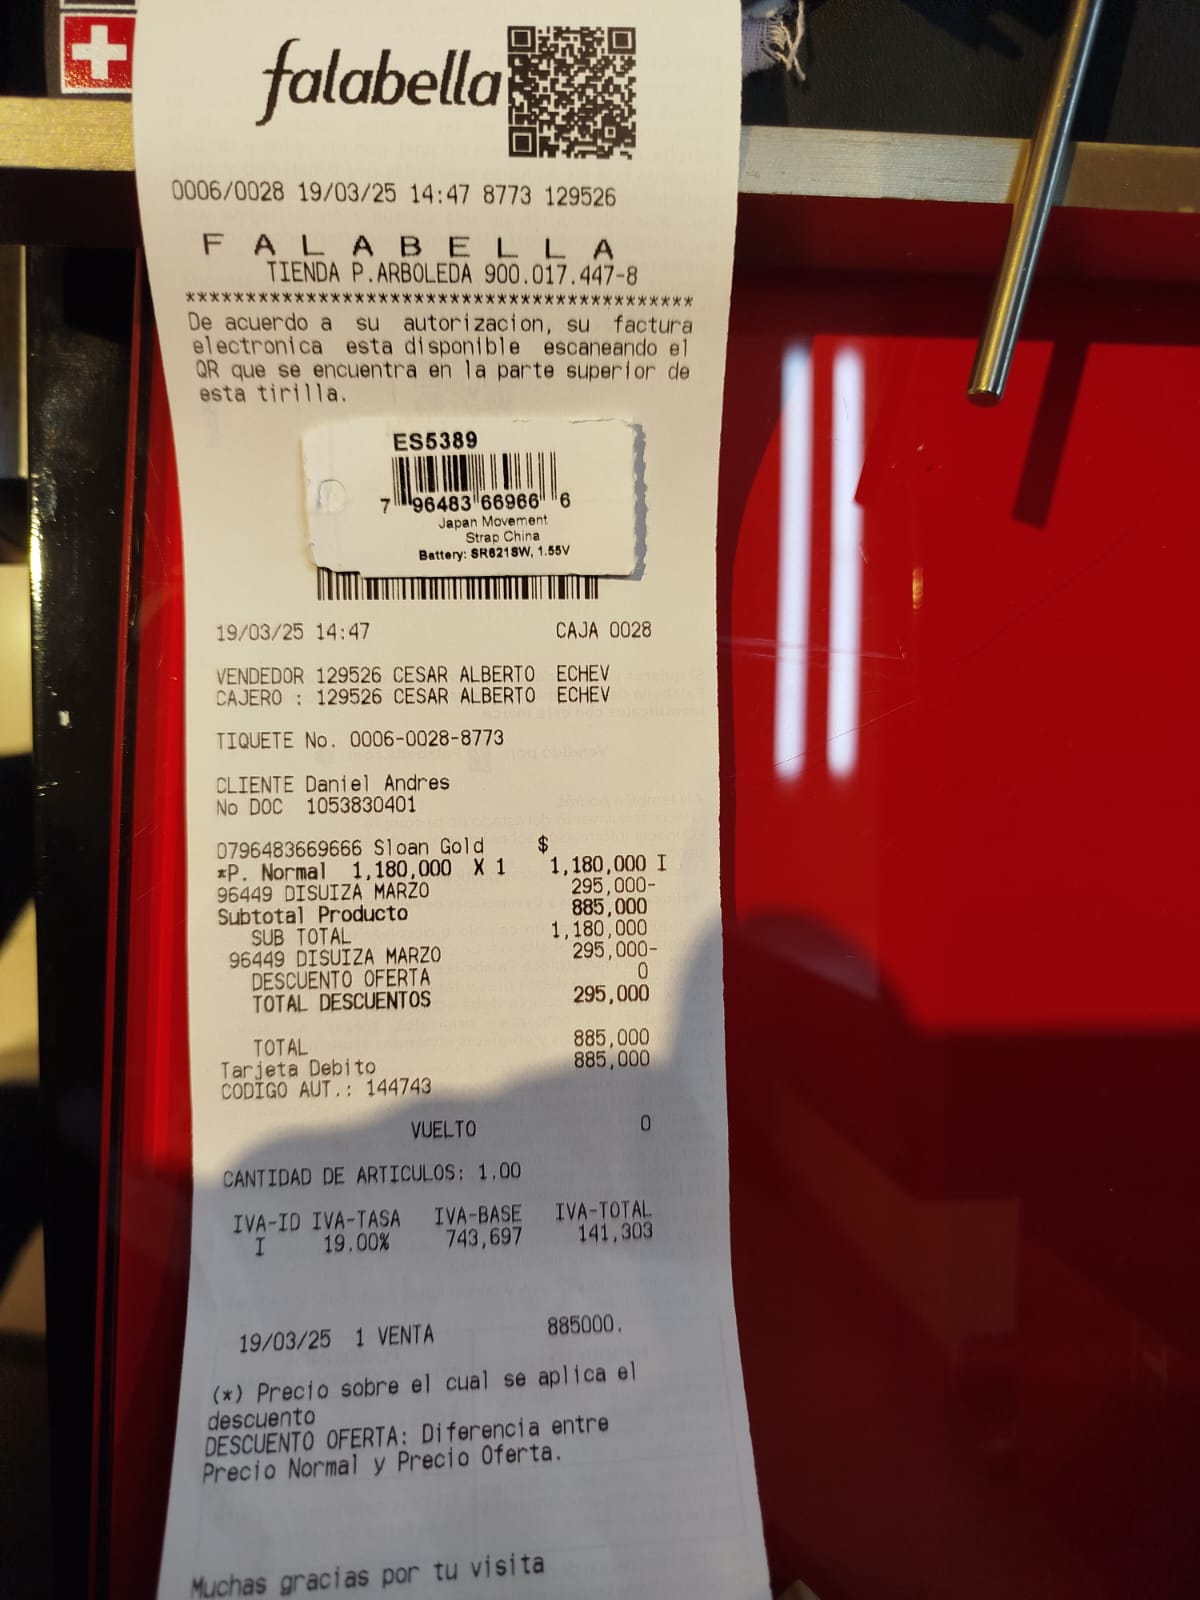 falabella
0006/0028 19/03/25 14:47 8773 129526
F A L A B E L L A
TIENDA P.ARBOLEDA 900.017.447-8
******************************************
De acuerdo a su autorizacion, su factura
electronica esta disponible escaneando el
QR que se encuentra en la parte superior de
esta tirilla.
ES5389
7 96483 66966 6
Japan Movement
Strap China
Battery: SR621SW, 1.55V
19/03/25 14:47 CAJA 0028
VENDEDOR 129526 CESAR ALBERTO ECHEV
CAJERO : 129526 CESAR ALBERTO ECHEV
TIQUETE No. 0006-0028-8773
CLIENTE Daniel Andres
No DOC 1053830401
0796483669666 Sloan Gold $
*P. Normal 1,180,000 X 1 1,180,000 I
96449 DISUIZA MARZO 295,000-
Subtotal Producto 885,000
SUB TOTAL 1,180,000
96449 DISUIZA MARZO 295,000-
DESCUENTO OFERTA 0
TOTAL DESCUENTOS 295,000
TOTAL 885,000
Tarjeta Debito 885,000
CODIGO AUT.: 144743
VUELTO 0
CANTIDAD DE ARTICULOS: 1.00
IVA-ID IVA-TASA IVA-BASE IVA-TOTAL
I 19.00% 743,697 141,303
19/03/25 1 VENTA 885000.
(*) Precio sobre el cual se aplica el
descuento
DESCUENTO OFERTA: Diferencia entre
Precio Normal y Precio Oferta.
Muchas gracias por tu visita